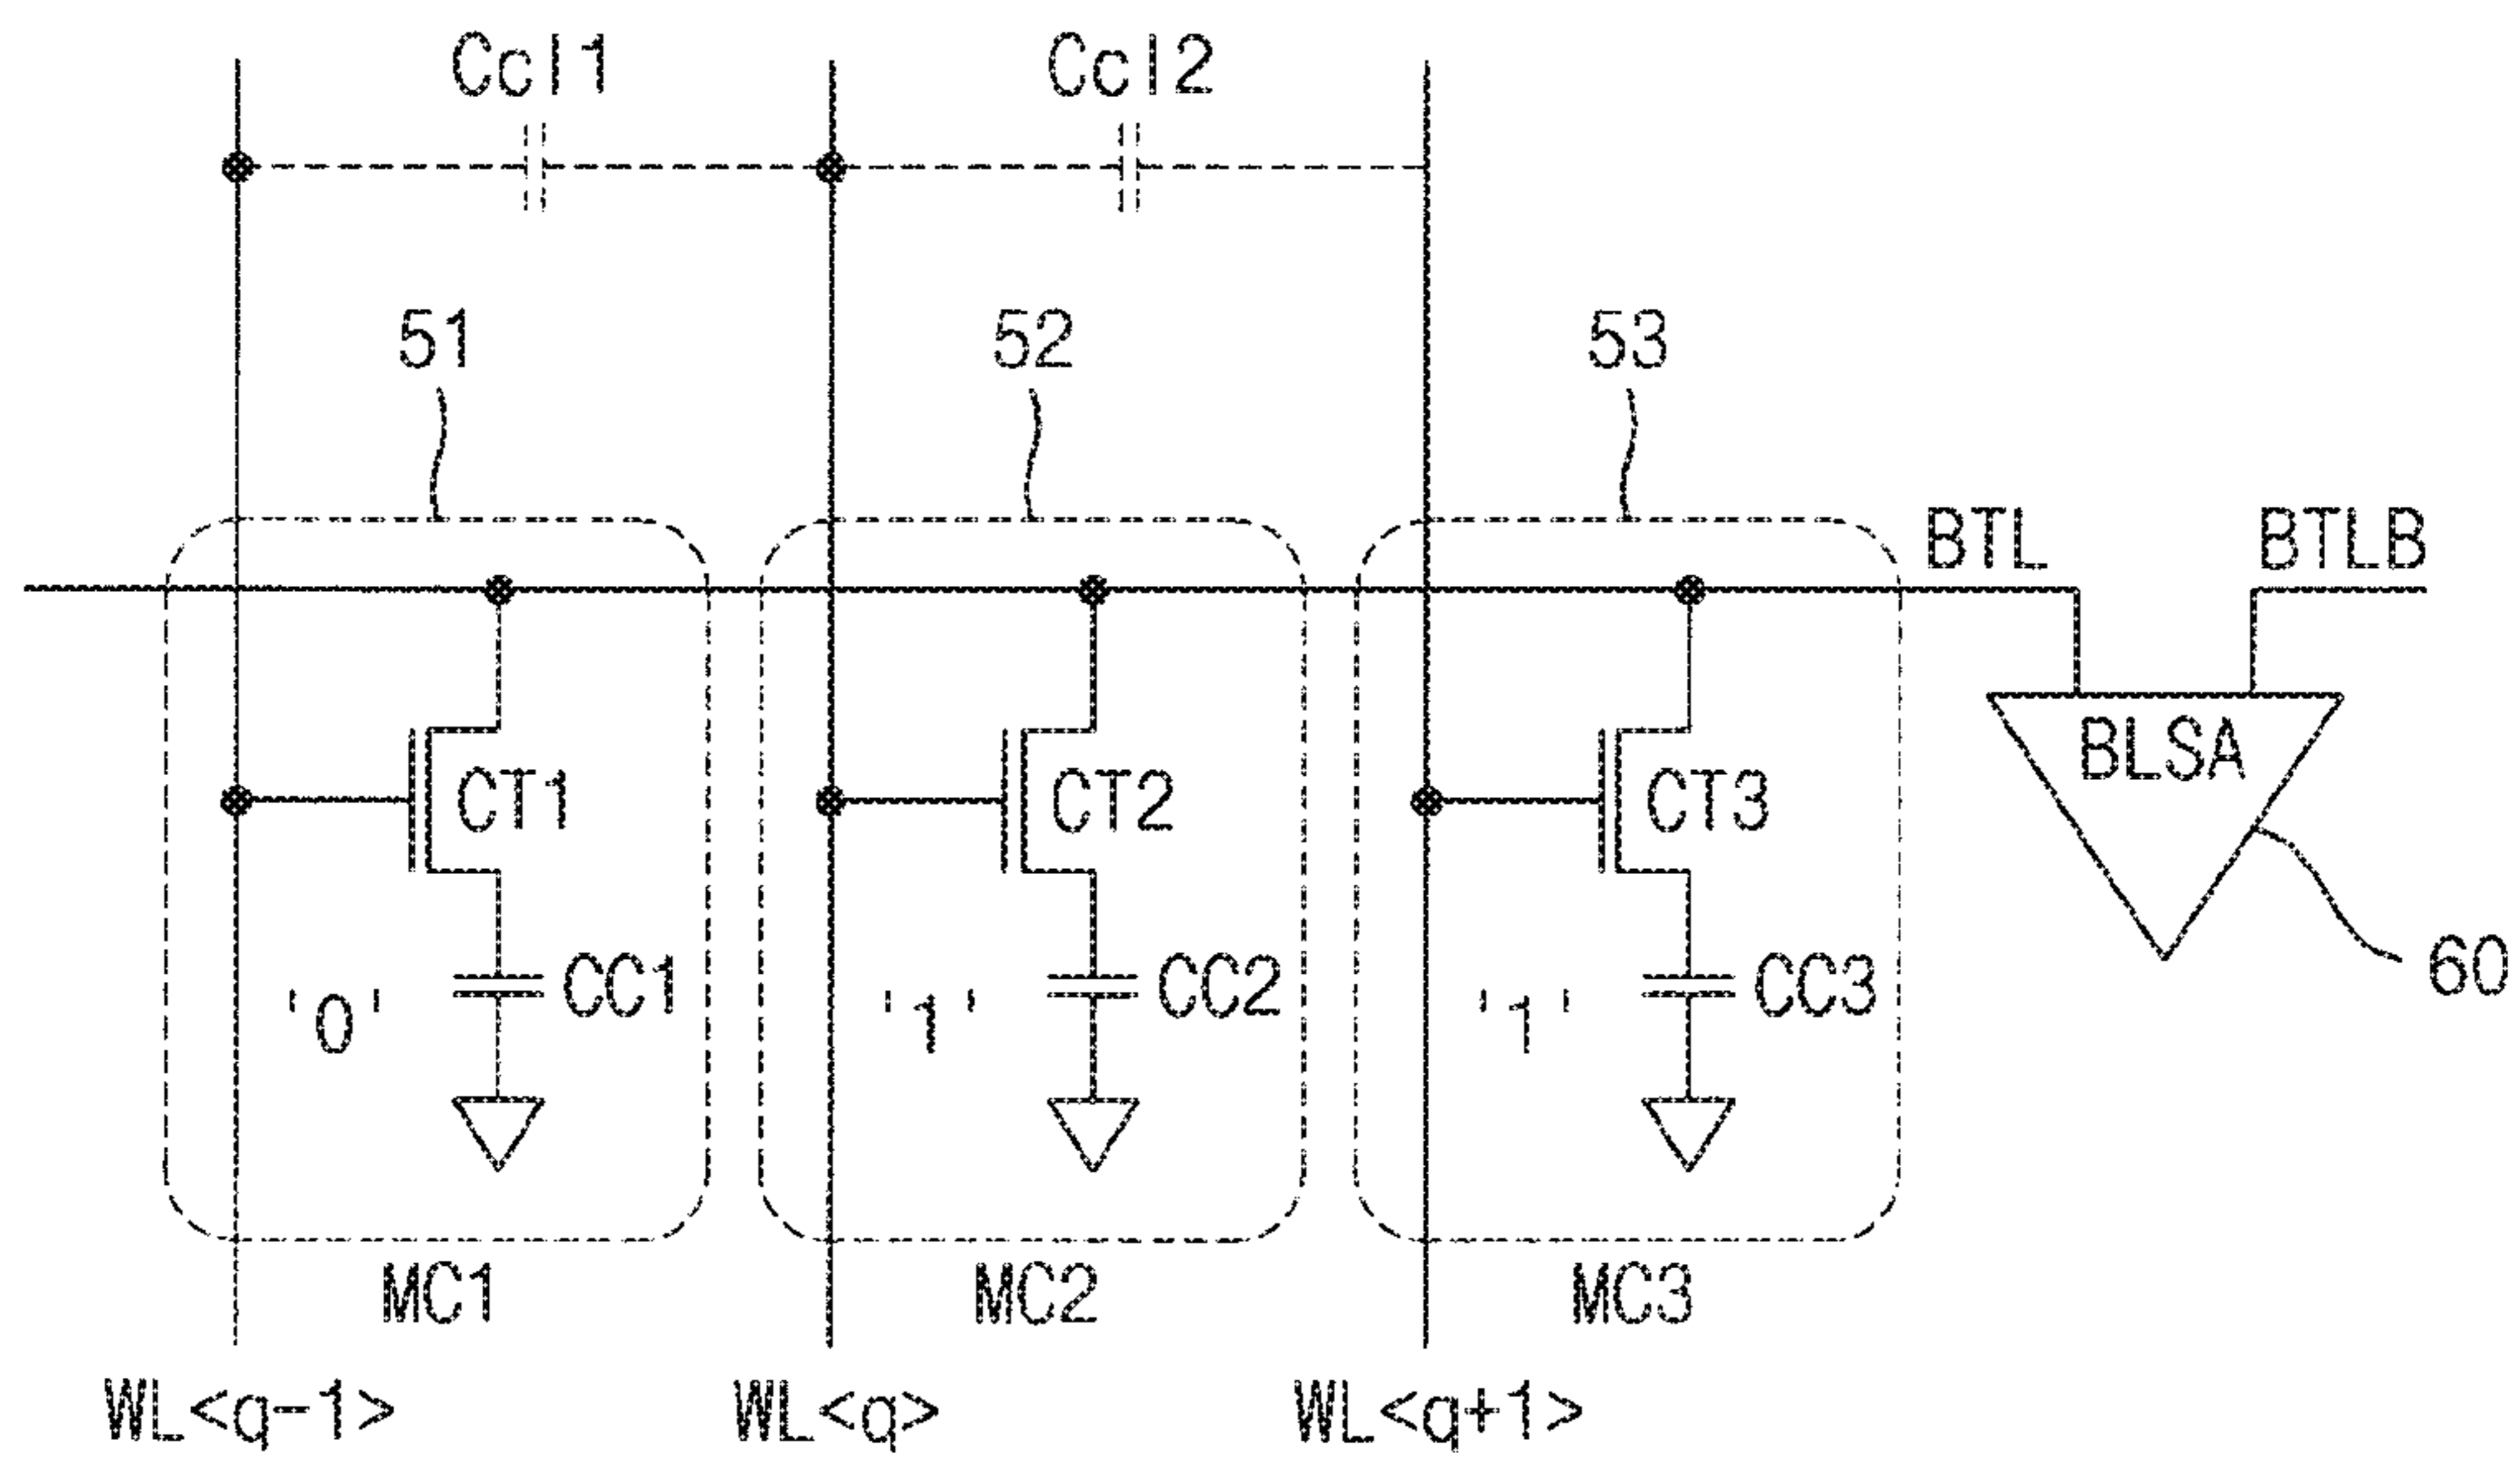 Ccl1 Ccl2
51 52 53
BTL BTLB
BLSA
CT1 CT2 CT3
CC1 CC2 CC3
'0' '1' '1'
60
MC1 MC2 MC3
WL<q-1> WL<q> WL<q+1>